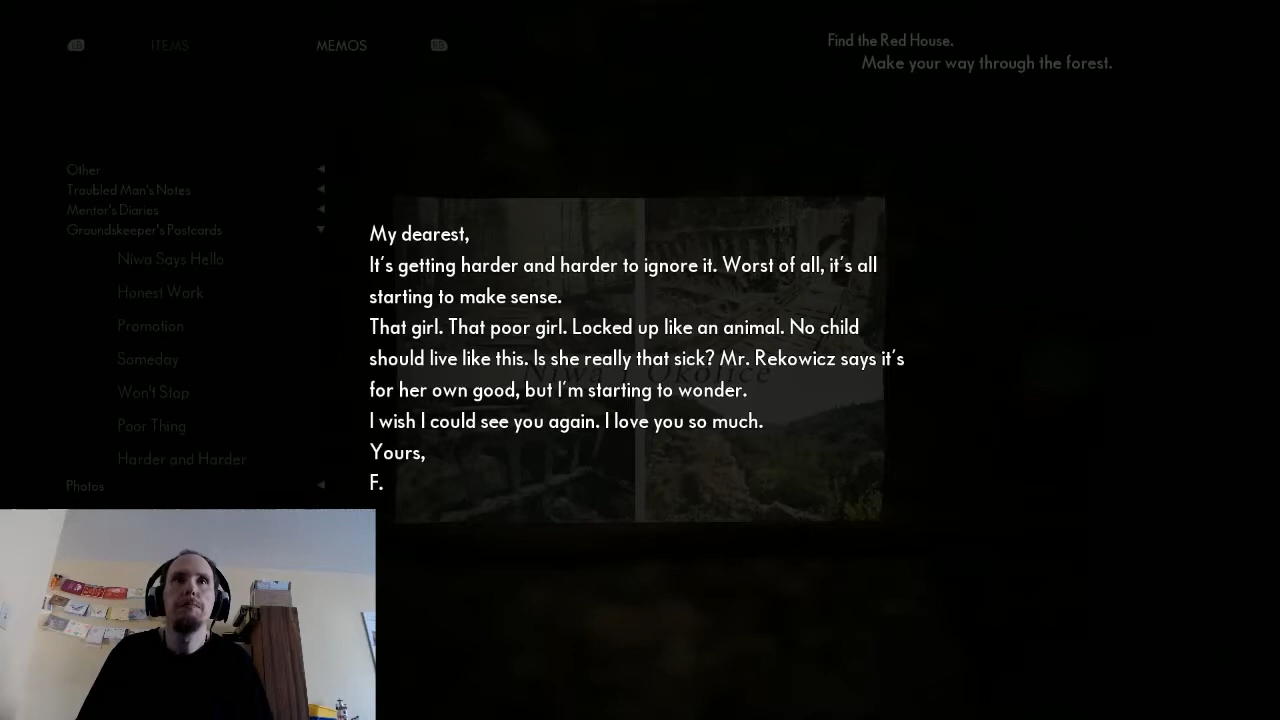 LB
ITEMS
MEMOS
RB
Find the Red House.
Make your way through the forest.
Other
Troubled Man's Notes
Mentor's Diaries
Groundskeeper's Postcards
Niwa Says Hello
Honest Work
Promotion
Someday
Won't Stop
Poor Thing
Harder and Harder
Photos
My dearest,
It's getting harder and harder to ignore it. Worst of all, it's all
starting to make sense.
That girl. That poor girl. Locked up like an animal. No child
should live like this. Is she really that sick? Mr. Rekowicz says it's
for her own good, but I'm starting to wonder.
I wish I could see you again. I love you so much.
Yours,
F.
Niwa i Okolice